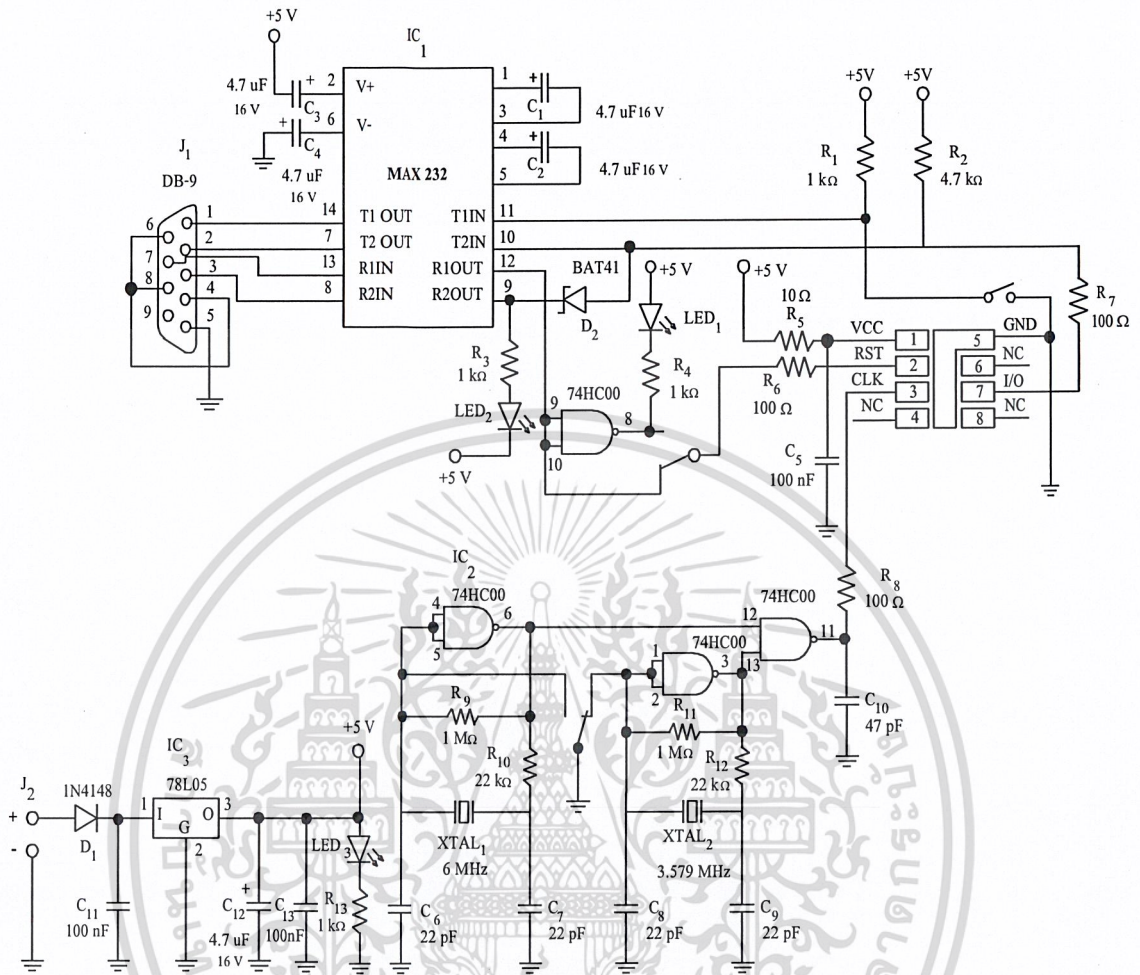 +5 V
IC
1
4.7 uF
16 V
+
C3
2
V+
1
+
C1
4.7 uF16 V
3
+
C4
6
V-
4
+
C2
4.7 uF16 V
5
4.7 uF
16 V
MAX 232
J1
DB-9
+5V
+5V
R1
1 kΩ
R2
4.7 kΩ
6
1
14
T1 OUT
T1IN
11
7
2
7
T2 OUT
T2IN
10
8
3
13
R1IN
R1OUT
12
9
4
8
R2IN
R2OUT
9
5
BAT41
D2
+5 V
LED1
+5 V
10 Ω
R5
R7
100 Ω
VCC
1
5
GND
RST
2
6
NC
CLK
3
7
I/O
NC
4
8
NC
R3
1 kΩ
R4
1 kΩ
R6
100 Ω
LED2
9
74HC00
8
10
+5 V
C5
100 nF
IC
2
74HC00
4
5
6
74HC00
12
11
13
R8
100 Ω
74HC00
1
2
3
C10
47 pF
R9
1 MΩ
R11
1 MΩ
R10
22 kΩ
R12
22 kΩ
+5 V
IC
3
78L05
J2
+
-
1N4148
D1
1
I
O
3
G
2
LED
3
XTAL1
6 MHz
XTAL2
3.579 MHz
C11
100 nF
+
C12
4.7 uF
16 V
C13
100nF
R13
1 kΩ
C6
22 pF
C7
22 pF
C8
22 pF
C9
22 pF